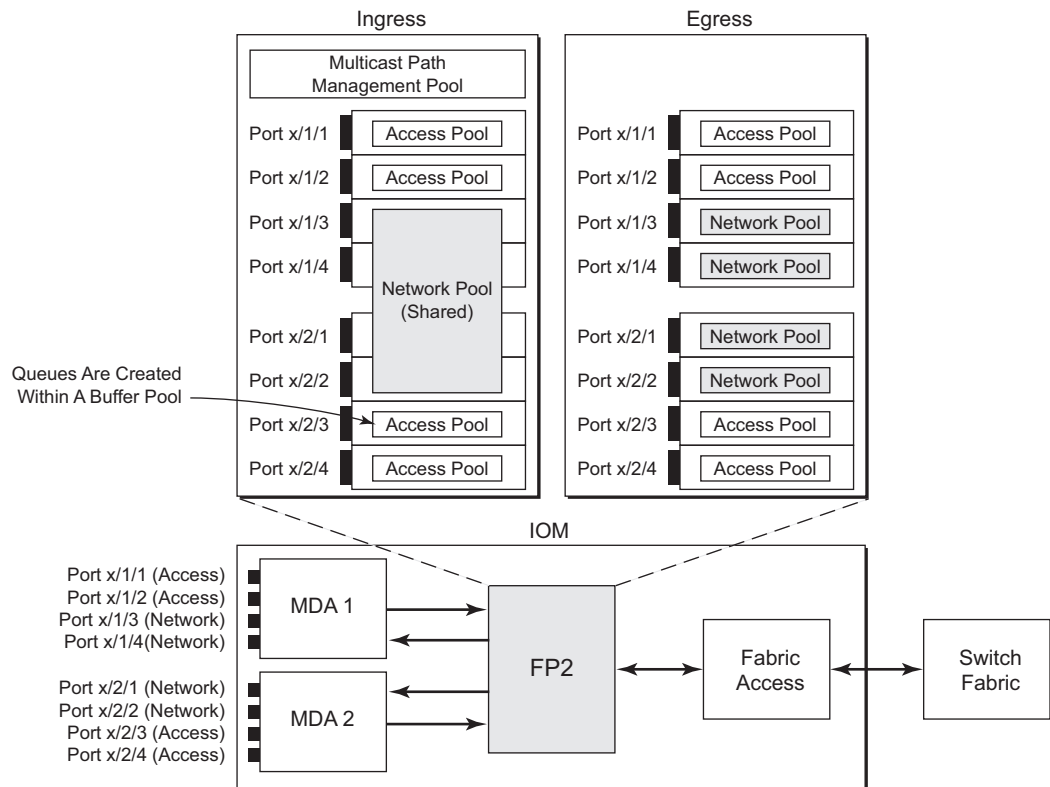 Ingress
Egress
Multicast Path
Management Pool
Port x/1/1
Access Pool
Port x/1/2
Access Pool
Port x/1/3
Port x/1/4
Network Pool
(Shared)
Port x/2/1
Port x/2/2
Port x/2/3
Access Pool
Port x/2/4
Access Pool
Queues Are Created
Within A Buffer Pool
Port x/1/1
Access Pool
Port x/1/2
Access Pool
Port x/1/3
Network Pool
Port x/1/4
Network Pool
Port x/2/1
Network Pool
Port x/2/2
Network Pool
Port x/2/3
Access Pool
Port x/2/4
Access Pool
IOM
Port x/1/1 (Access)
Port x/1/2 (Access)
Port x/1/3 (Network)
Port x/1/4(Network)
MDA 1
Port x/2/1 (Network)
Port x/2/2 (Network)
Port x/2/3 (Access)
Port x/2/4 (Access)
MDA 2
FP2
Fabric
Access
Switch
Fabric